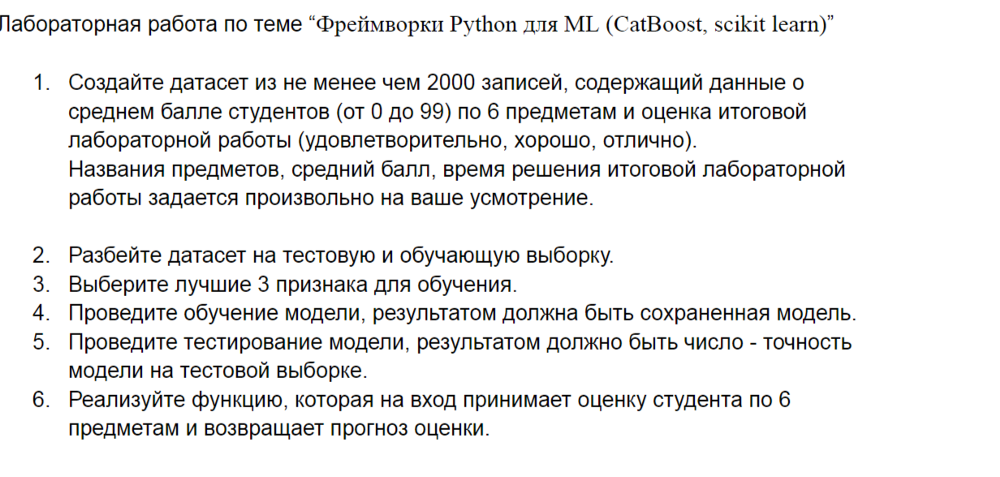 Лабораторная работа по теме “Фреймворки Python для ML (CatBoost, scikit learn)”
1. Создайте датасет из не менее чем 2000 записей, содержащий данные о
среднем балле студентов (от 0 до 99) по 6 предметам и оценка итоговой
лабораторной работы (удовлетворительно, хорошо, отлично).
Названия предметов, средний балл, время решения итоговой лабораторной
работы задается произвольно на ваше усмотрение.
2. Разбейте датасет на тестовую и обучающую выборку.
3. Выберите лучшие 3 признака для обучения.
4. Проведите обучение модели, результатом должна быть сохраненная модель.
5. Проведите тестирование модели, результатом должно быть число - точность
модели на тестовой выборке.
6. Реализуйте функцию, которая на вход принимает оценку студента по 6
предметам и возвращает прогноз оценки.